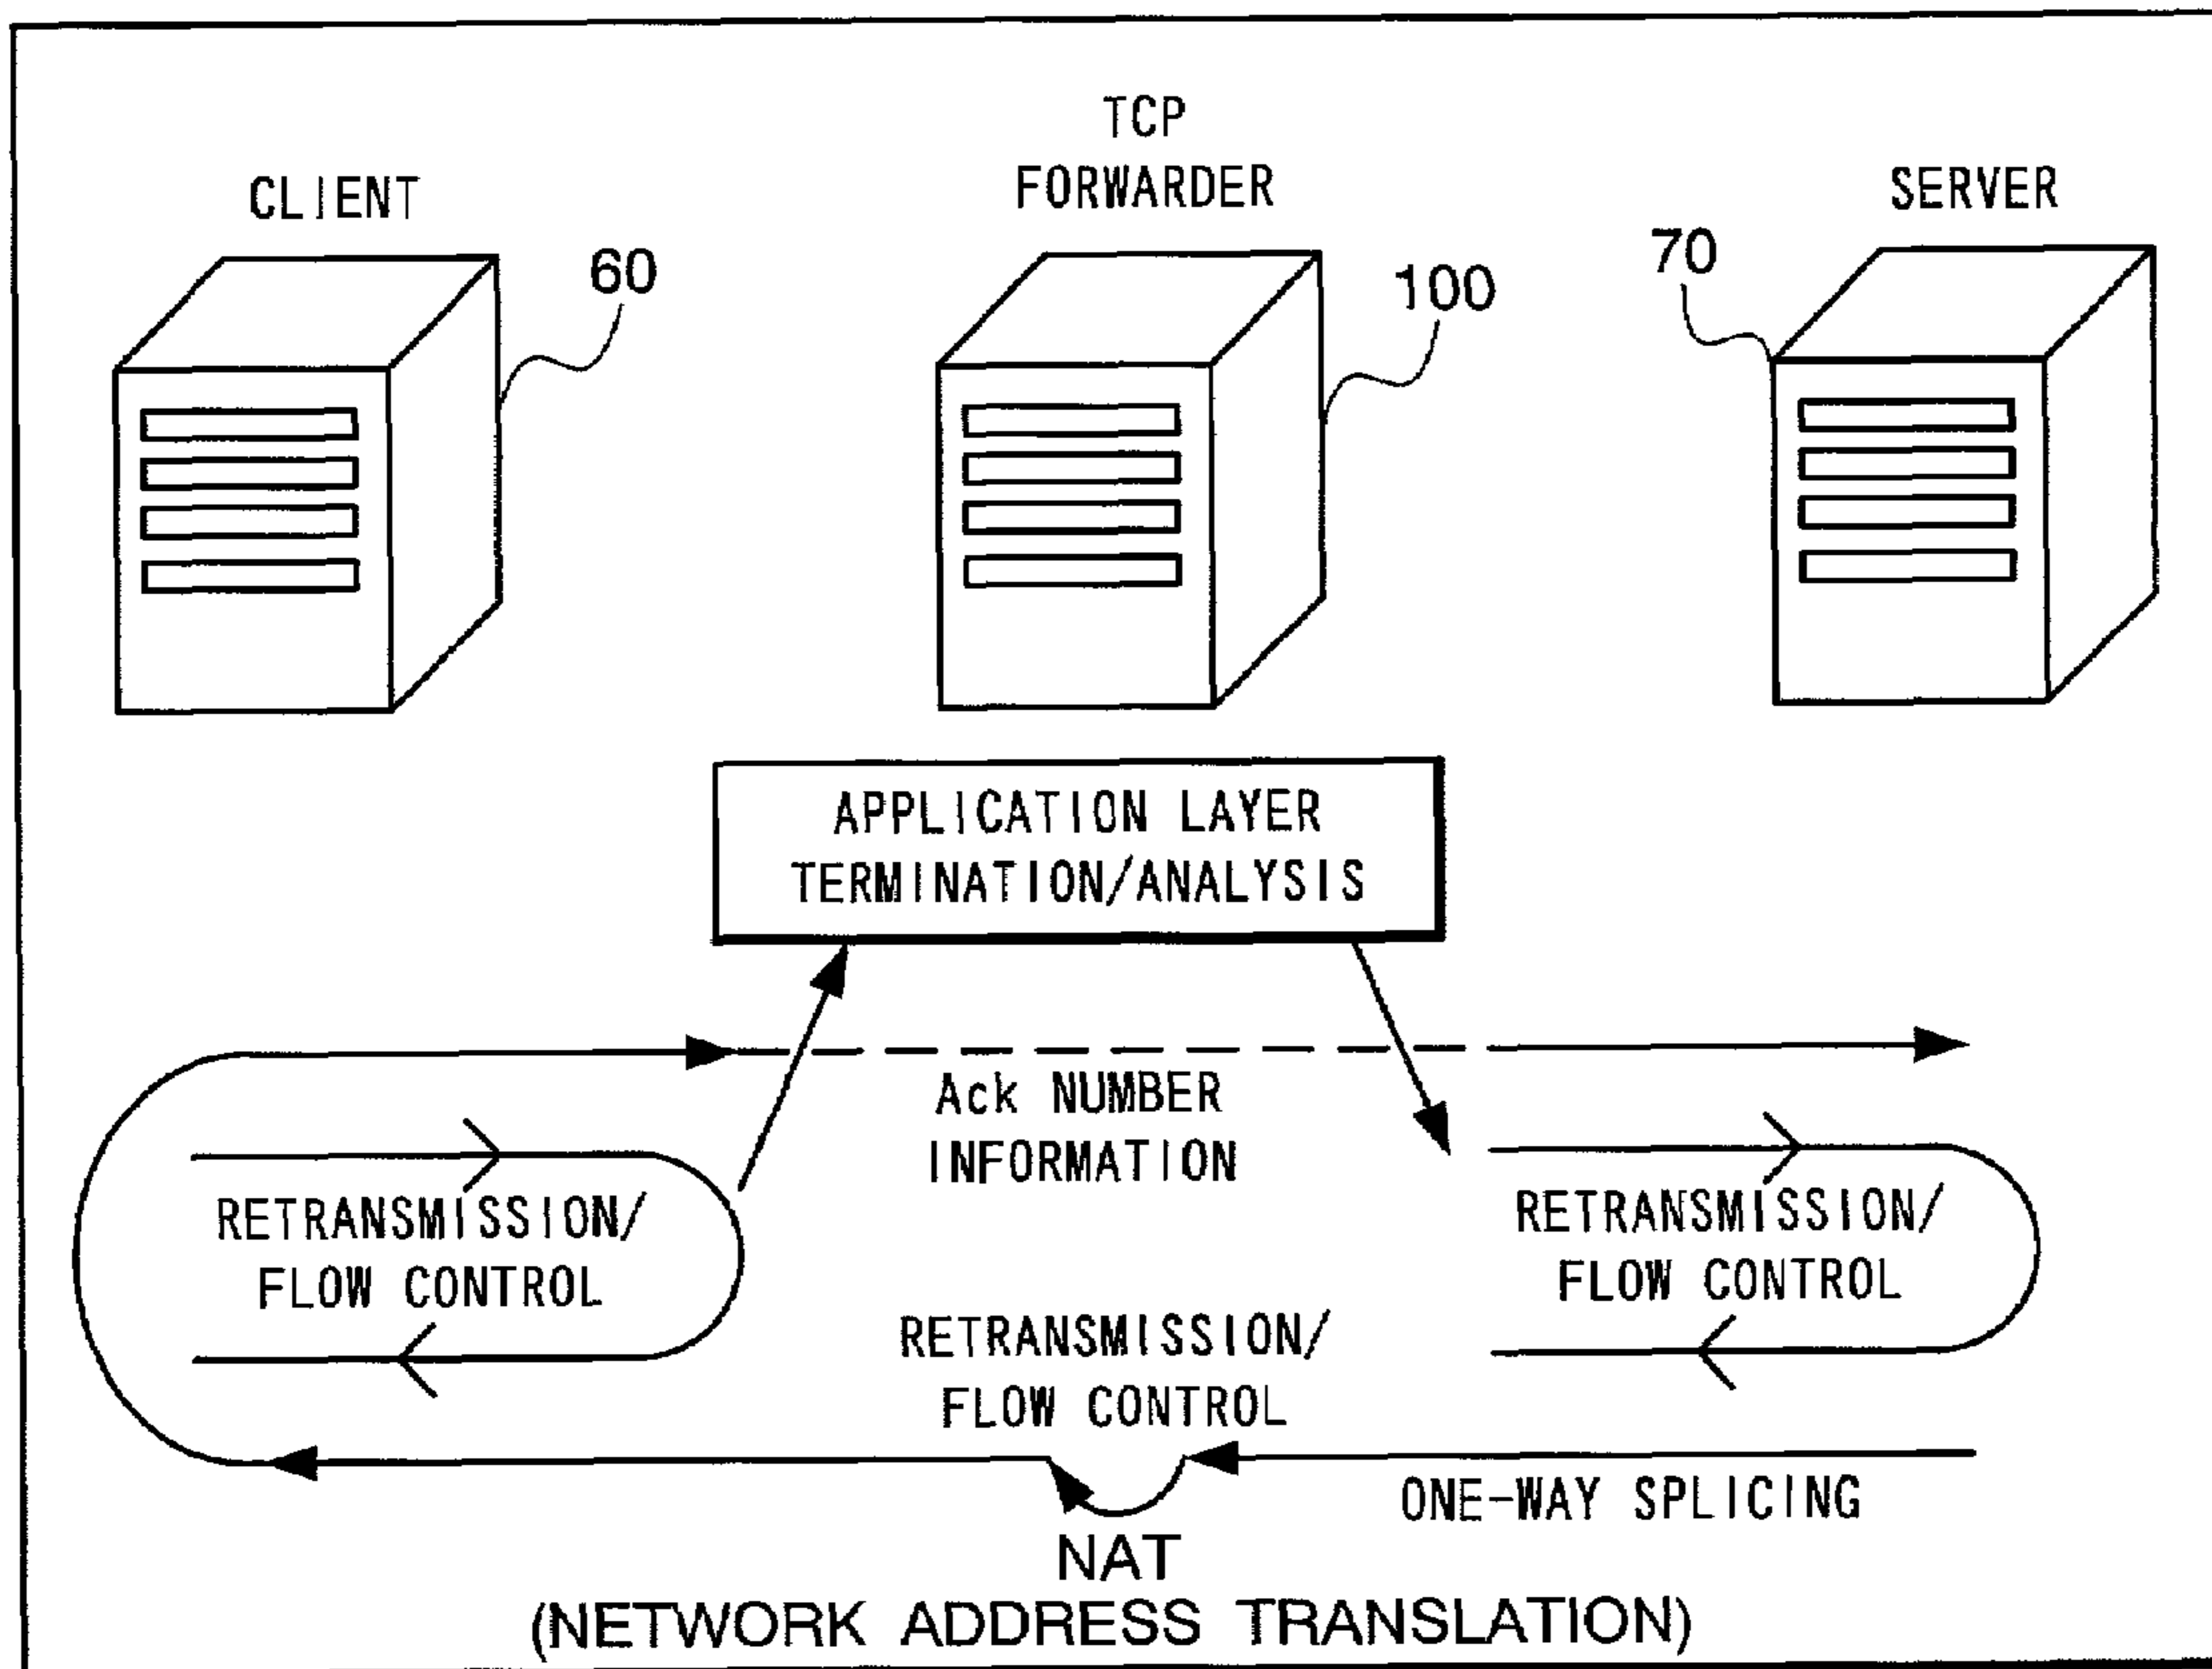 TCP
FORWARDER
CLIENT
SERVER
60
100
70
APPLICATION LAYER
TERMINATION/ANALYSIS
Ack NUMBER
INFORMATION
RETRANSMISSION/
FLOW CONTROL
RETRANSMISSION/
FLOW CONTROL
RETRANSMISSION/
FLOW CONTROL
ONE-WAY SPLICING
NAT
(NETWORK ADDRESS TRANSLATION)